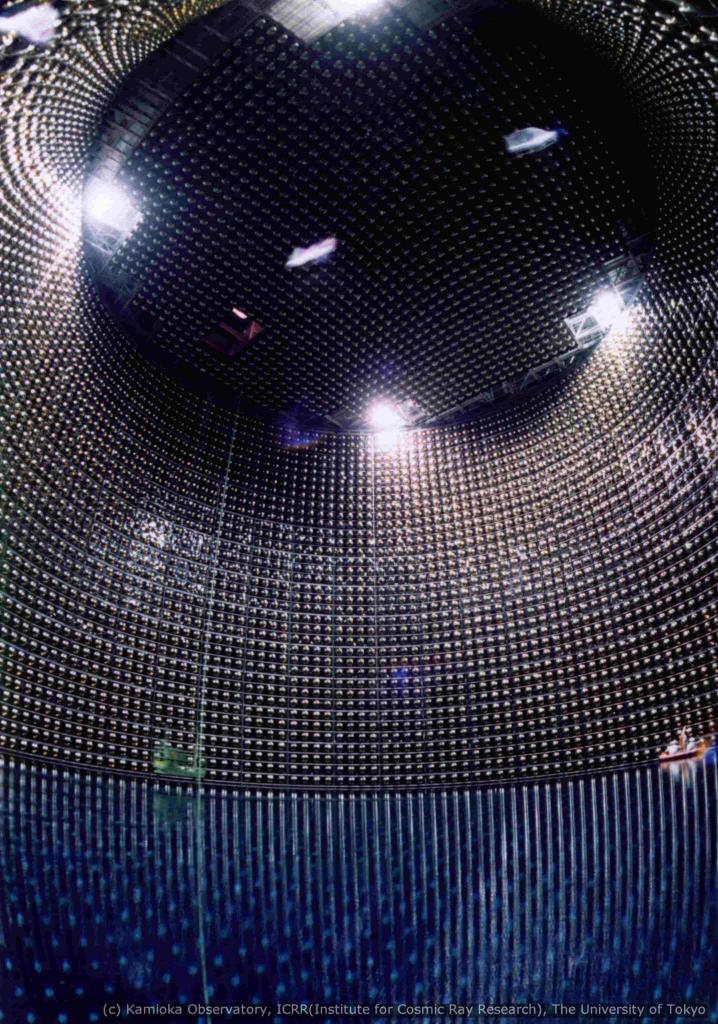 (c) Kamioka Observatory, ICRR(Institute for Cosmic Ray Research), The University of Tokyo